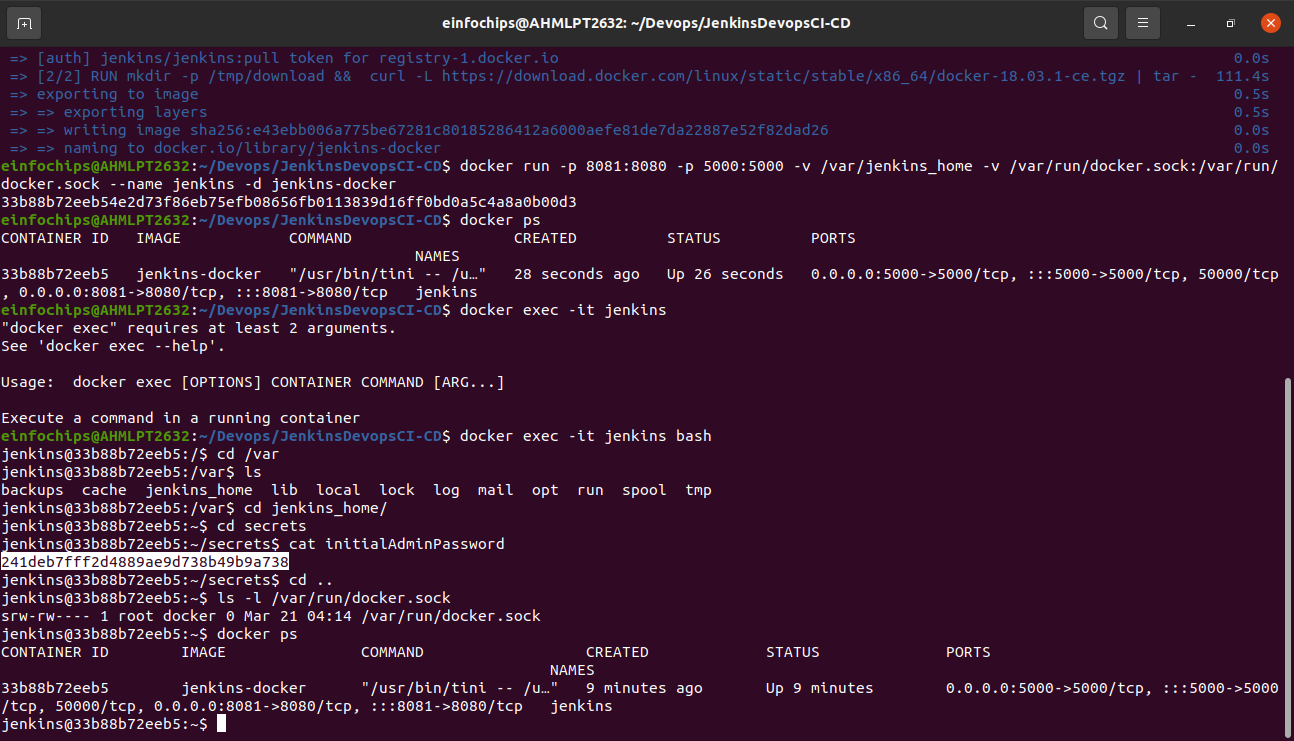 einfochips@AHMLPT2632: ~/Devops/JenkinsDevopsCI-CD
=> [auth] jenkins/jenkins:pull token for registry-1.docker.io 0.0s
=> [2/2] RUN mkdir -p /tmp/download &&  curl -L https://download.docker.com/linux/static/stable/x86_64/docker-18.03.1-ce.tgz | tar - 111.4s
=> exporting to image 0.5s
=> => exporting layers 0.5s
=> => writing image sha256:e43ebb006a775be67281c80185286412a6000aefe81de7da22887e52f82dad26 0.0s
=> => naming to docker.io/library/jenkins-docker 0.0s
einfochips@AHMLPT2632:~/Devops/JenkinsDevopsCI-CD$ docker run -p 8081:8080 -p 5000:5000 -v /var/jenkins_home -v /var/run/docker.sock:/var/run/
docker.sock --name jenkins -d jenkins-docker
33b88b72eeb54e2d73f86eb75efb08656fb0113839d16ff0bd0a5c4a8a0b00d3
einfochips@AHMLPT2632:~/Devops/JenkinsDevopsCI-CD$ docker ps
CONTAINER ID   IMAGE            COMMAND                  CREATED          STATUS          PORTS
NAMES
33b88b72eeb5   jenkins-docker   "/usr/bin/tini -- /u…"   28 seconds ago   Up 26 seconds   0.0.0.0:5000->5000/tcp, :::5000->5000/tcp, 50000/tcp
, 0.0.0.0:8081->8080/tcp, :::8081->8080/tcp   jenkins
einfochips@AHMLPT2632:~/Devops/JenkinsDevopsCI-CD$ docker exec -it jenkins
"docker exec" requires at least 2 arguments.
See 'docker exec --help'.
Usage:  docker exec [OPTIONS] CONTAINER COMMAND [ARG...]
Execute a command in a running container
einfochips@AHMLPT2632:~/Devops/JenkinsDevopsCI-CD$ docker exec -it jenkins bash
jenkins@33b88b72eeb5:/$ cd /var
jenkins@33b88b72eeb5:/var$ ls
backups  cache  jenkins_home  lib  local  lock  log  mail  opt  run  spool  tmp
jenkins@33b88b72eeb5:/var$ cd jenkins_home/
jenkins@33b88b72eeb5:~$ cd secrets
jenkins@33b88b72eeb5:~/secrets$ cat initialAdminPassword
241deb7fff2d4889ae9d738b49b9a738
jenkins@33b88b72eeb5:~/secrets$ cd ..
jenkins@33b88b72eeb5:~$ ls -l /var/run/docker.sock
srw-rw---- 1 root docker 0 Mar 21 04:14 /var/run/docker.sock
jenkins@33b88b72eeb5:~$ docker ps
CONTAINER ID        IMAGE               COMMAND                  CREATED             STATUS              PORTS
NAMES
33b88b72eeb5        jenkins-docker      "/usr/bin/tini -- /u…"   9 minutes ago       Up 9 minutes        0.0.0.0:5000->5000/tcp, :::5000->5000
/tcp, 50000/tcp, 0.0.0.0:8081->8080/tcp, :::8081->8080/tcp   jenkins
jenkins@33b88b72eeb5:~$